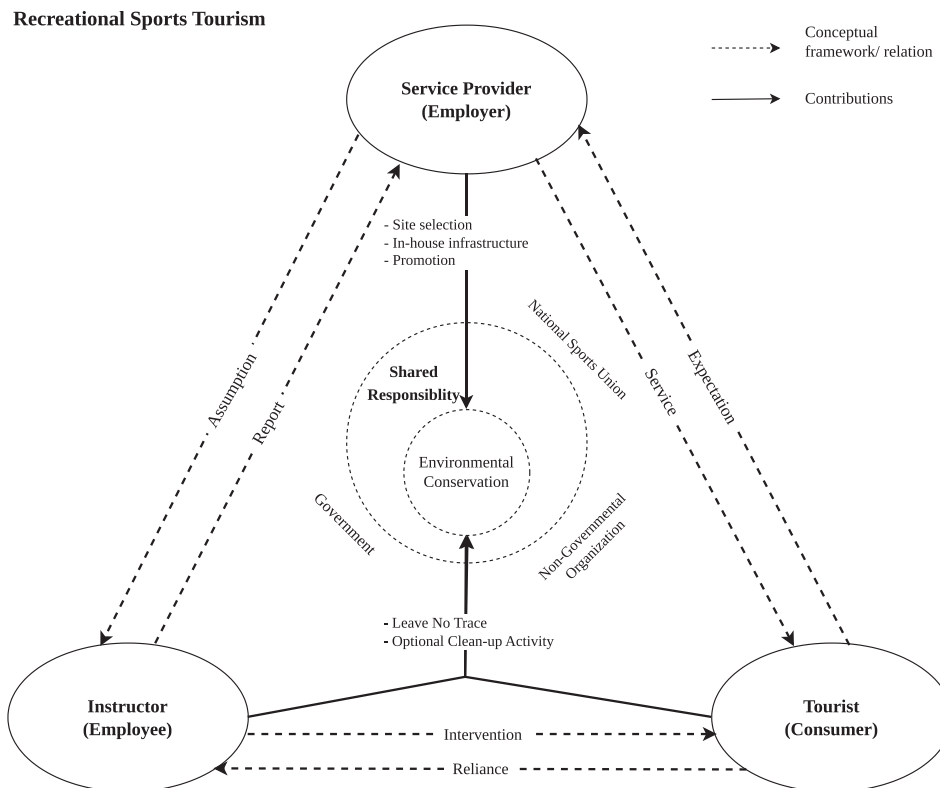 Recreational Sports Tourism
Conceptual
framework/ relation
Contributions
Service Provider
(Employer)
- Site selection
- In-house infrastructure
- Promotion
National Sports Union
Assumption
Report
Service
Expectation
Shared
Responsiblity
Environmental
Conservation
Government
Non-Governmental
Organization
- Leave No Trace
- Optional Clean-up Activity
Instructor
(Employee)
Tourist
(Consumer)
Intervention
Reliance